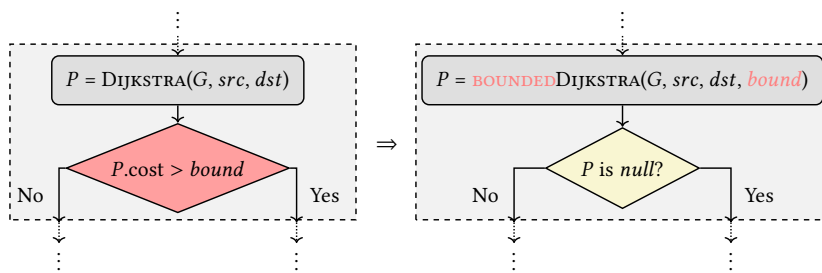 P = DIJKSTRA(G, src, dst)
P.cost > bound
No
Yes
⇒
P = BOUNDEDDIJKSTRA(G, src, dst, bound)
P is null?
No
Yes